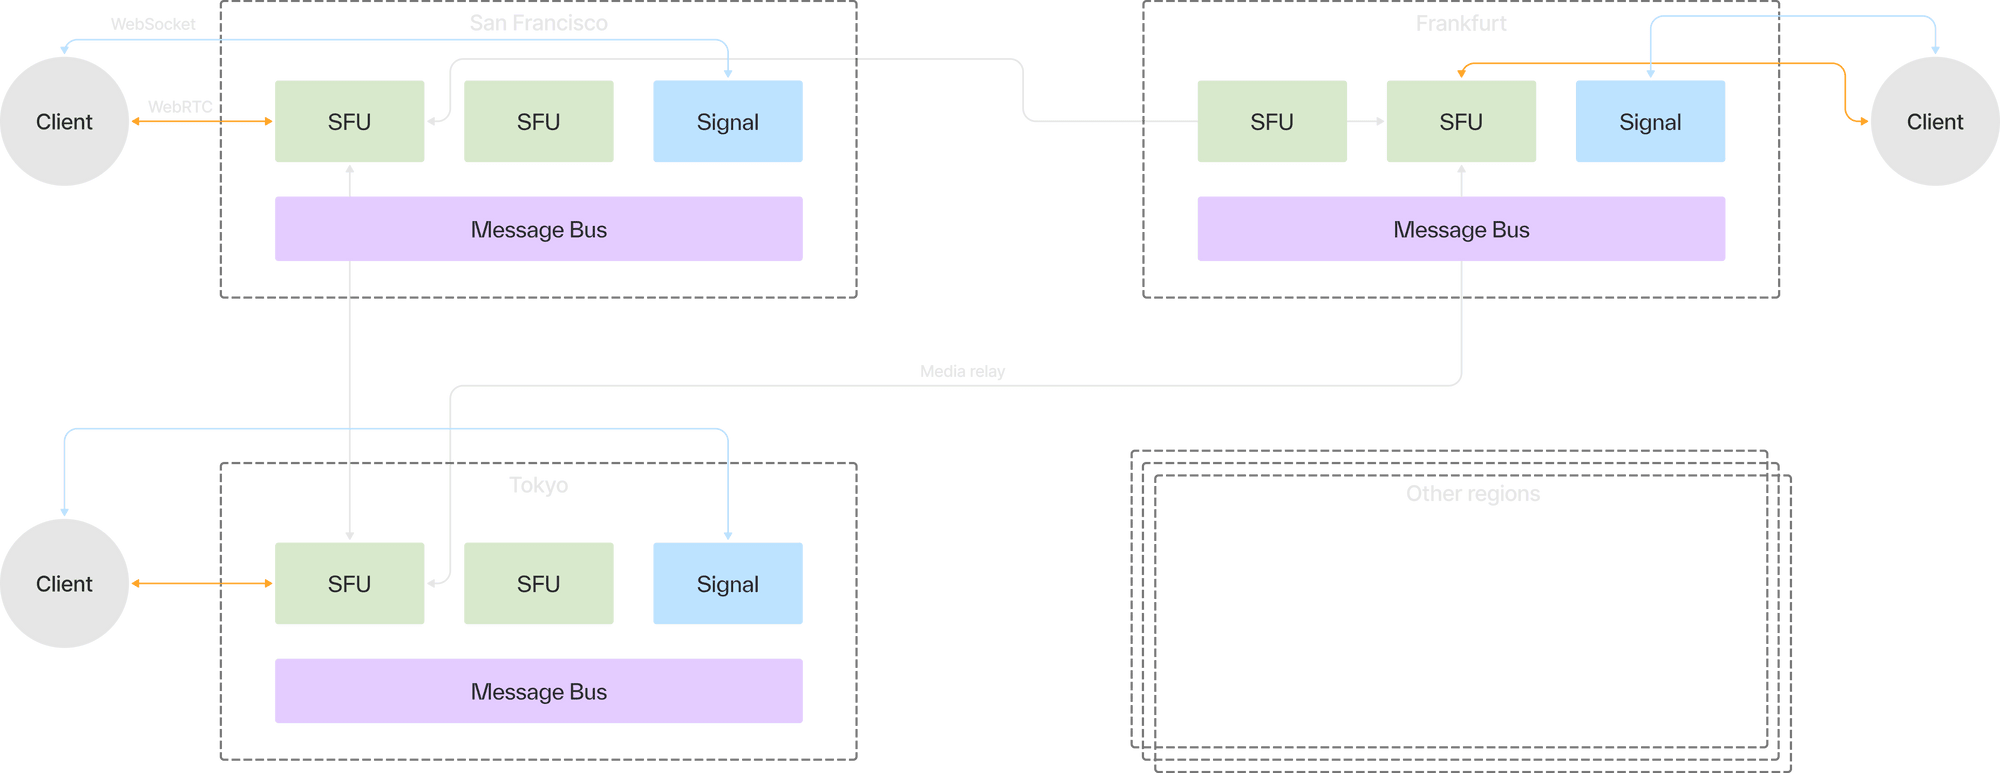 WebSocket
San Francisco
Frankfurt
Client
WebRTC
SFU
SFU
Signal
SFU
SFU
Signal
Client
Message Bus
Message Bus
Media relay
Tokyo
Other regions
Client
SFU
SFU
Signal
Message Bus